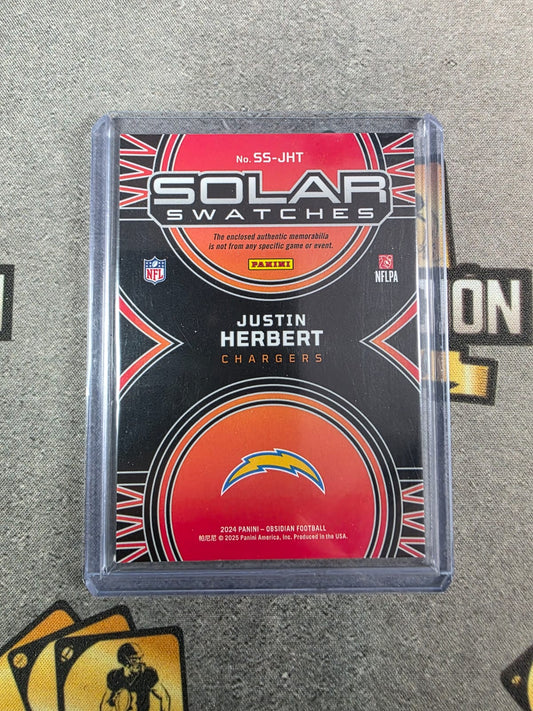 No. SS-JHT
SOLAR
SWATCHES
The enclosed authentic memorabilia
is not from any specific game or event.
PANINI
NFL
NFLPA
JUSTIN
HERBERT
CHARGERS
2024 PANINI – OBSIDIAN FOOTBALL
帕尼尼 © 2025 Panini America, Inc. Produced in the USA.
ION